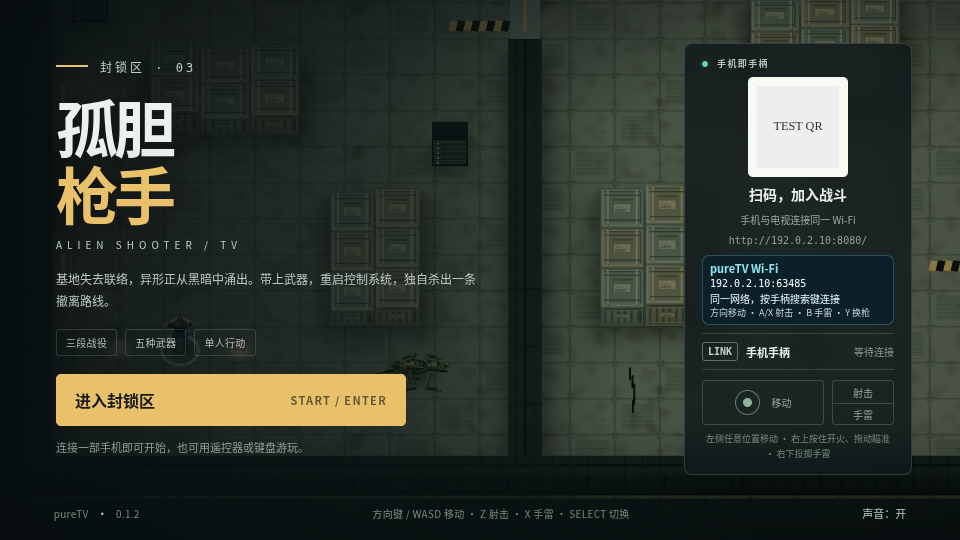 封锁区 · 03
孤胆
枪手
ALIEN SHOOTER / TV
基地失去联络，异形正从黑暗中涌出。带上武器，重启控制系统，独自杀出一条
撤离路线。
三段战役 五种武器 单人行动
进入封锁区 START / ENTER
连接一部手机即可开始，也可用遥控器或键盘游玩。
手机即手柄
TEST QR
扫码，加入战斗
手机与电视连接同一 Wi-Fi
http://192.0.2.10:8080/
pureTV Wi-Fi
192.0.2.10:63485
同一网络，按手柄搜索键连接
方向移动 • A/X 射击 • B 手雷 • Y 换枪
LINK 手机手柄 等待连接
移动 射击
手雷
左侧任意位置移动 • 右上按住开火、拖动瞄准
• 右下投掷手雷
pureTV • 0.1.2
方向键 / WASD 移动 • Z 射击 • X 手雷 • SELECT 切换
声音：开